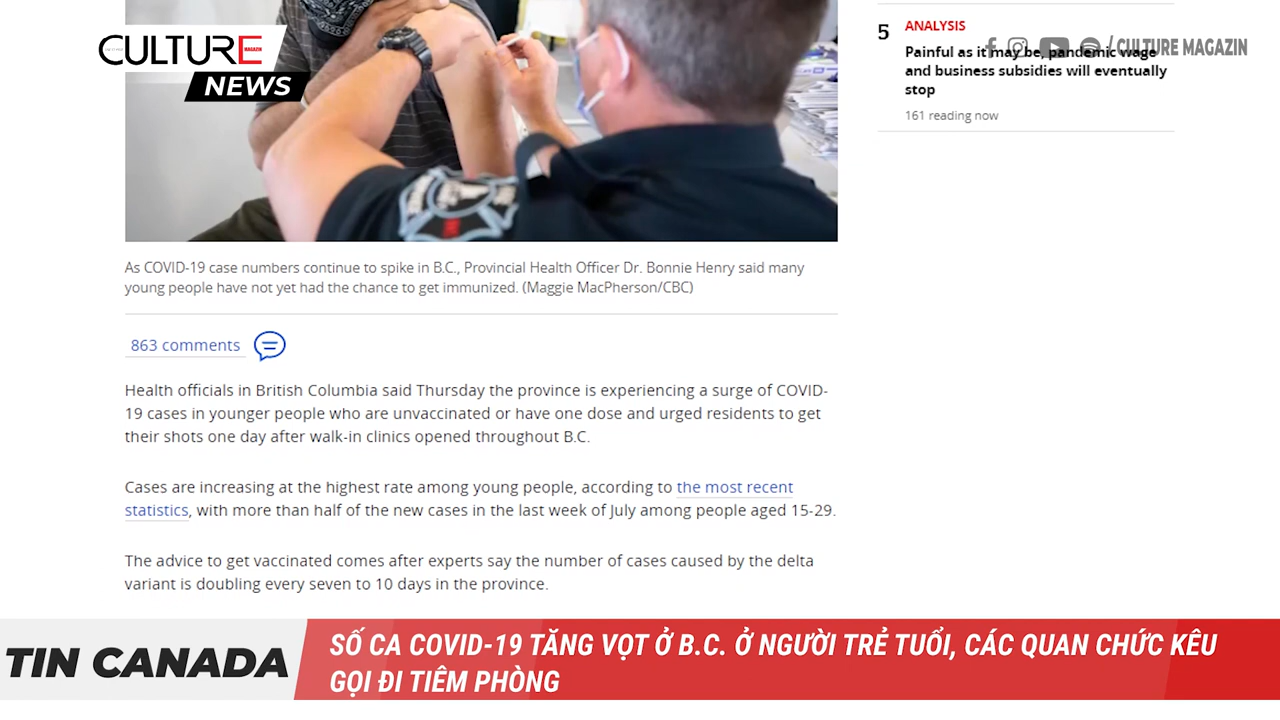 CULTURE
MAGAZIN
NEWS
5
ANALYSIS
Painful as it may be, pandemic wage
and business subsidies will eventually
stop
161 reading now
/ CULTURE MAGAZIN
As COVID-19 case numbers continue to spike in B.C., Provincial Health Officer Dr. Bonnie Henry said many
young people have not yet had the chance to get immunized. (Maggie MacPherson/CBC)
863 comments
Health officials in British Columbia said Thursday the province is experiencing a surge of COVID-
19 cases in younger people who are unvaccinated or have one dose and urged residents to get
their shots one day after walk-in clinics opened throughout B.C.
Cases are increasing at the highest rate among young people, according to the most recent
statistics, with more than half of the new cases in the last week of July among people aged 15-29.
The advice to get vaccinated comes after experts say the number of cases caused by the delta
variant is doubling every seven to 10 days in the province.
TIN CANADA
SỐ CA COVID-19 TĂNG VỌT Ở B.C. Ở NGƯỜI TRẺ TUỔI, CÁC QUAN CHỨC KÊU
GỌI ĐI TIÊM PHÒNG